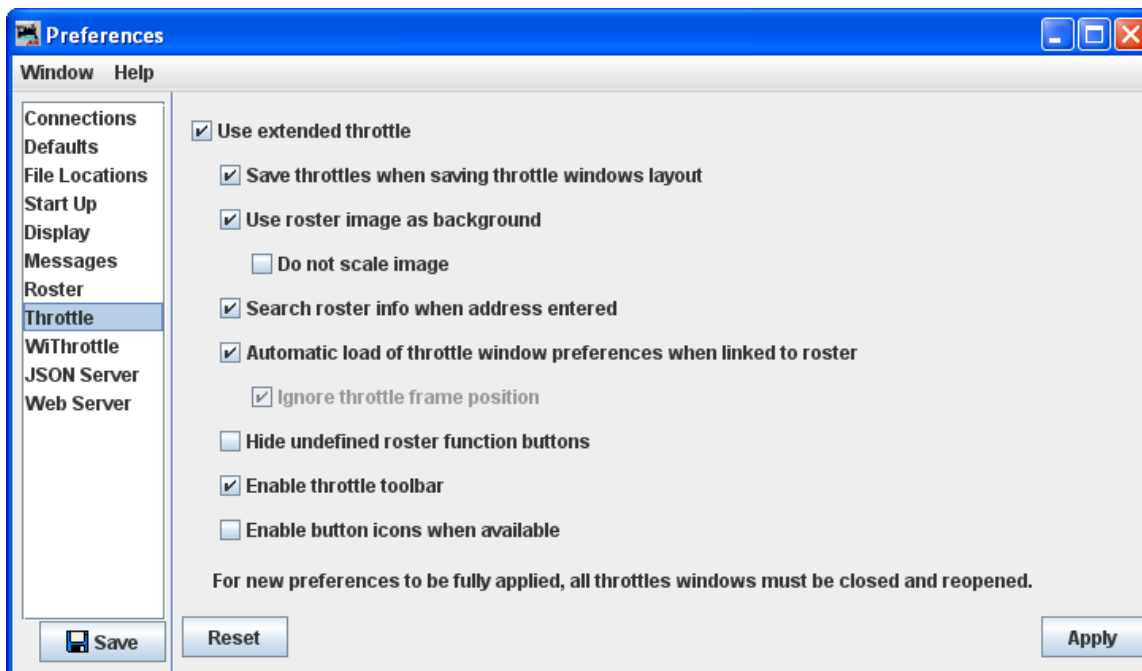 Preferences
Window Help
Connections
Defaults
File Locations
Start Up
Display
Messages
Roster
Throttle
WiThrottle
JSON Server
Web Server
Save
Use extended throttle
Save throttles when saving throttle windows layout
Use roster image as background
Do not scale image
Search roster info when address entered
Automatic load of throttle window preferences when linked to roster
Ignore throttle frame position
Hide undefined roster function buttons
Enable throttle toolbar
Enable button icons when available
For new preferences to be fully applied, all throttles windows must be closed and reopened.
Reset
Apply